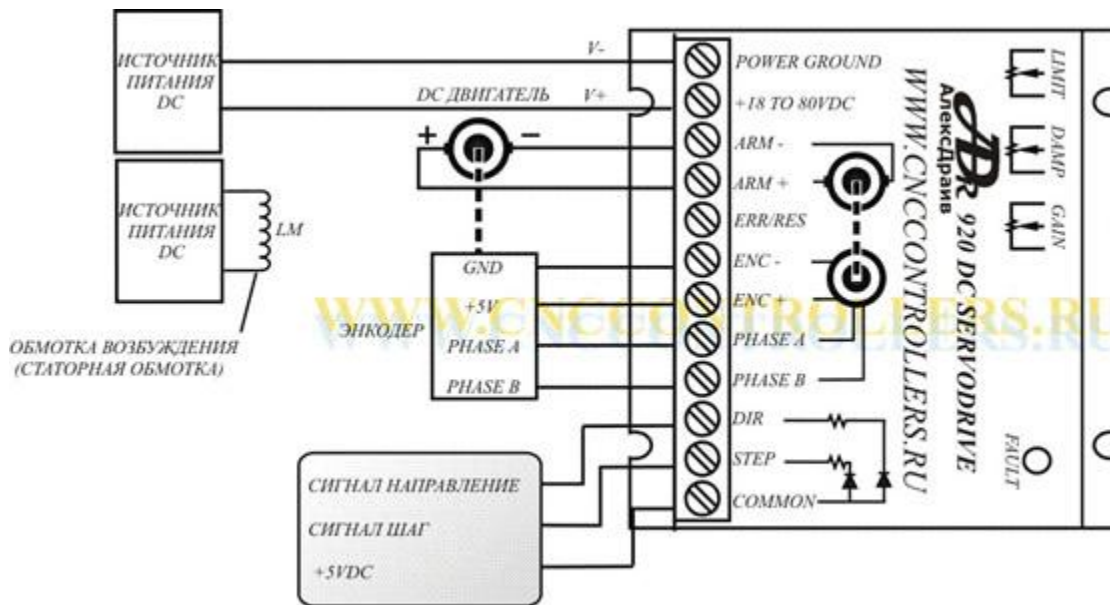 ИСТОЧНИК
ПИТАНИЯ
DC
V-
DC ДВИГАТЕЛЬ
V+
+
−
ИСТОЧНИК
ПИТАНИЯ
DC
LM
ОБМОТКА ВОЗБУЖДЕНИЯ
(СТАТОРНАЯ ОБМОТКА)
GND
+5V
ЭНКОДЕР
PHASE A
PHASE B
СИГНАЛ НАПРАВЛЕНИЕ
СИГНАЛ ШАГ
+5VDC
POWER GROUND
+18 TO 80VDC
ARM -
ARM +
ERR/RES
ENC -
ENC +
PHASE A
PHASE B
DIR
STEP
COMMON
WWW.CNCCONTROLLERS.RU
АлексДрайв
ADR
920 DC SERVODRIVE
LIMIT
DAMP
GAIN
FAULT
WWW.CNCCONTROLLERS.RU